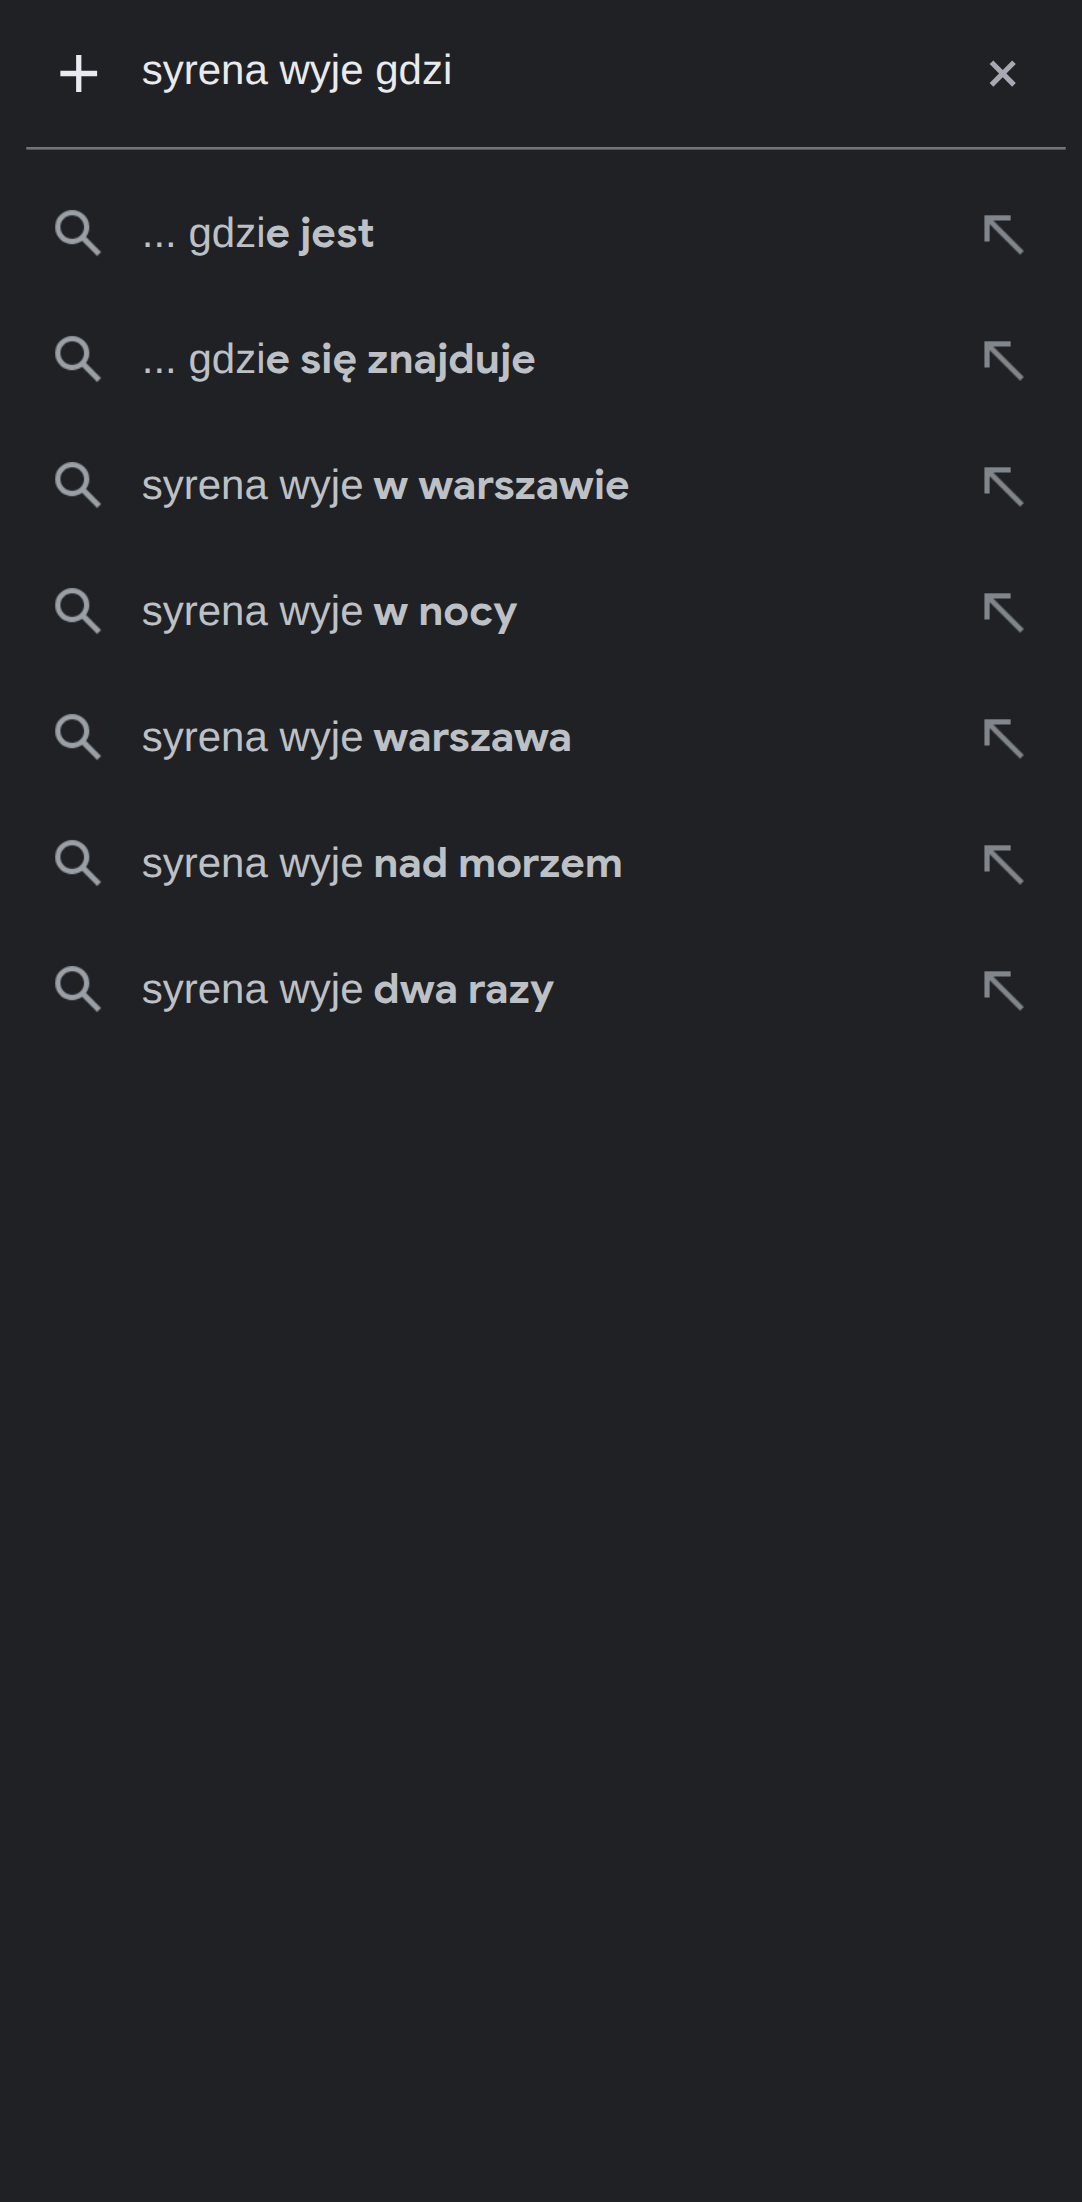 syrena wyje gdzi
... gdzie jest
... gdzie się znajduje
syrena wyje w warszawie
syrena wyje w nocy
syrena wyje warszawa
syrena wyje nad morzem
syrena wyje dwa razy